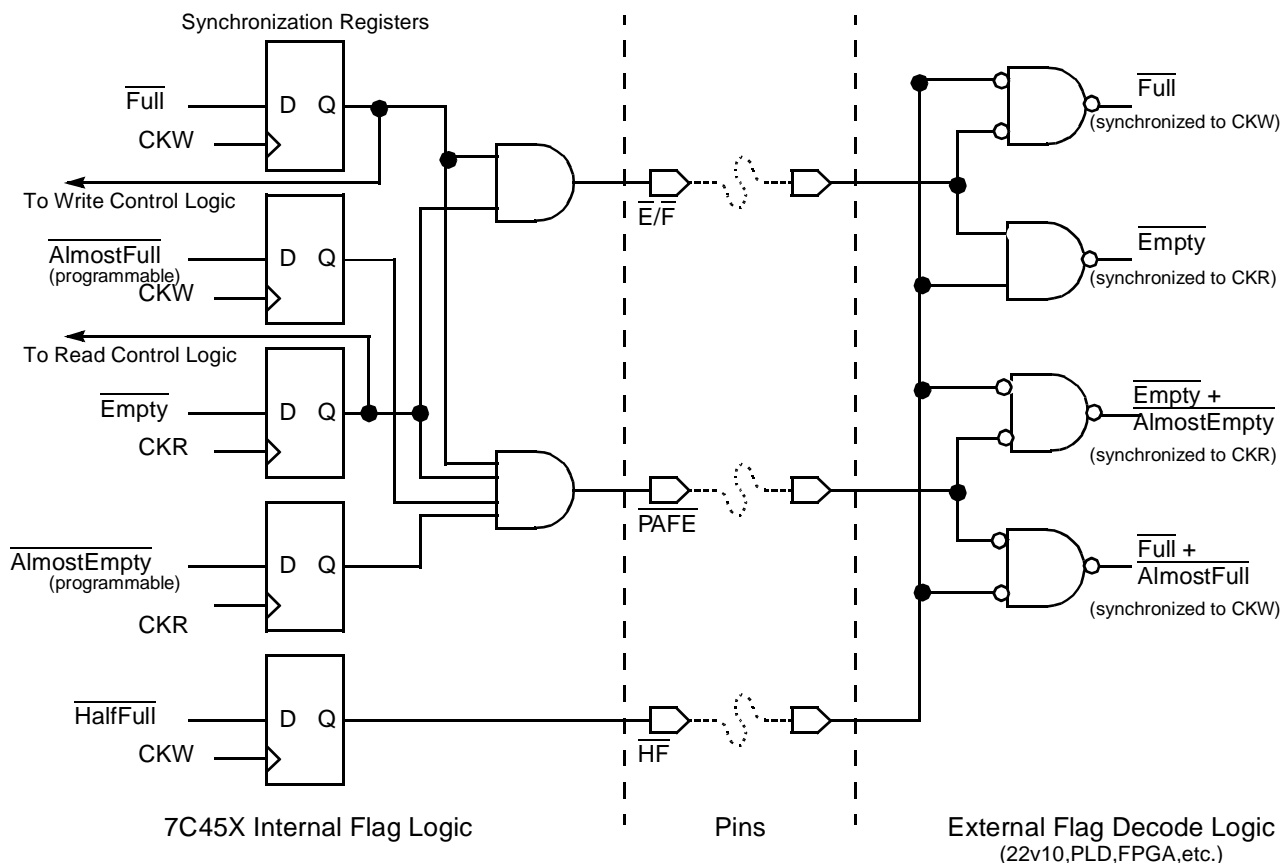 Synchronization Registers
Full
D Q
CKW
To Write Control Logic
AlmostFull
(programmable)
D Q
CKW
To Read Control Logic
Empty
D Q
CKR
AlmostEmpty
(programmable)
D Q
CKR
HalfFull
D Q
CKW
E/F
PAFE
HF
Full
(synchronized to CKW)
Empty
(synchronized to CKR)
Empty +
AlmostEmpty
(synchronized to CKR)
Full +
AlmostFull
(synchronized to CKW)
7C45X Internal Flag Logic
Pins
External Flag Decode Logic
(22v10,PLD,FPGA,etc.)